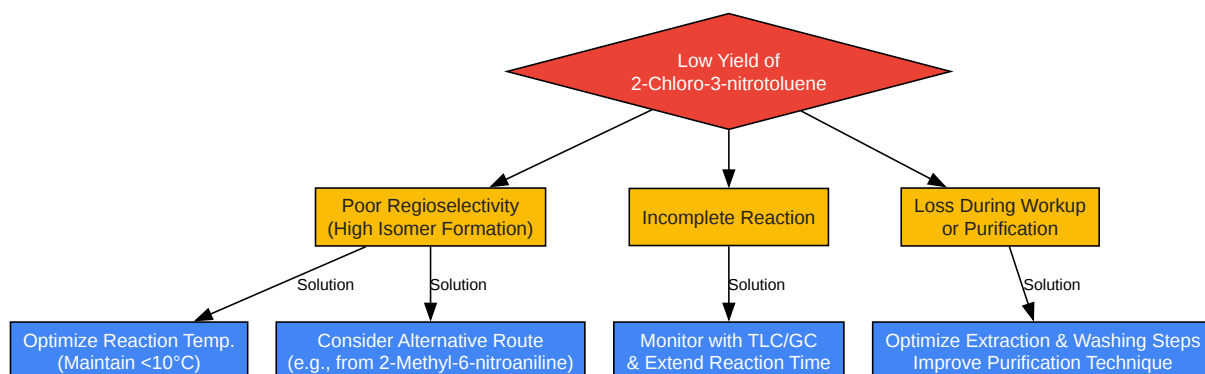 Low Yield of
2-Chloro-3-nitrotoluene
Poor Regioselectivity
(High Isomer Formation)
Incomplete Reaction
Loss During Workup
or Purification
Solution
Solution
Solution
Solution
Optimize Reaction Temp.
(Maintain <10°C)
Consider Alternative Route
(e.g., from 2-Methyl-6-nitroaniline)
Monitor with TLC/GC
& Extend Reaction Time
Optimize Extraction & Washing Steps
Improve Purification Technique